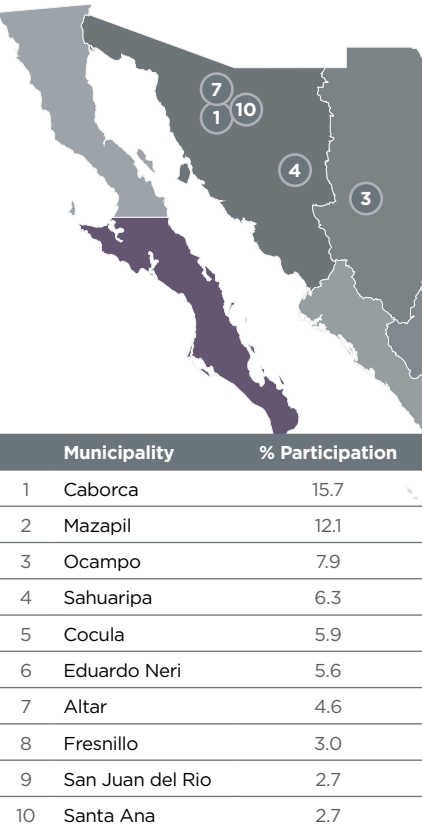 7
10
1
4
3
Municipality % Participation
1 Caborca 15.7
2 Mazapil 12.1
3 Ocampo 7.9
4 Sahuaripa 6.3
5 Cocula 5.9
6 Eduardo Neri 5.6
7 Altar 4.6
8 Fresnillo 3.0
9 San Juan del Rio 2.7
10 Santa Ana 2.7